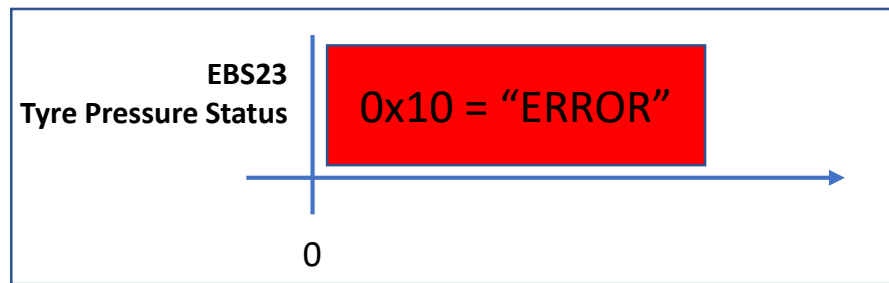 EBS23
Tyre Pressure Status
0x10 = “ERROR”
0